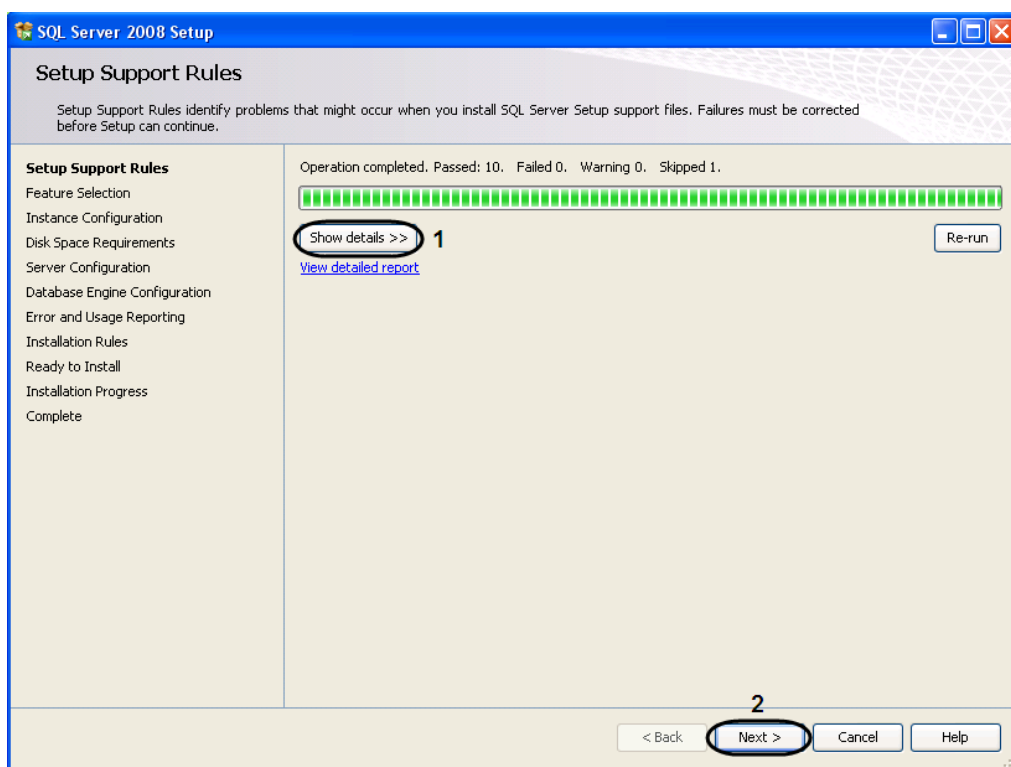 SQL Server 2008 Setup
Setup Support Rules
Setup Support Rules identify problems that might occur when you install SQL Server Setup support files. Failures must be corrected
before Setup can continue.
Setup Support Rules
Feature Selection
Instance Configuration
Disk Space Requirements
Server Configuration
Database Engine Configuration
Error and Usage Reporting
Installation Rules
Ready to Install
Installation Progress
Complete
Operation completed. Passed: 10. Failed 0. Warning 0. Skipped 1.
Show details >> 1
Re-run
View detailed report
2
< Back
Next >
Cancel
Help